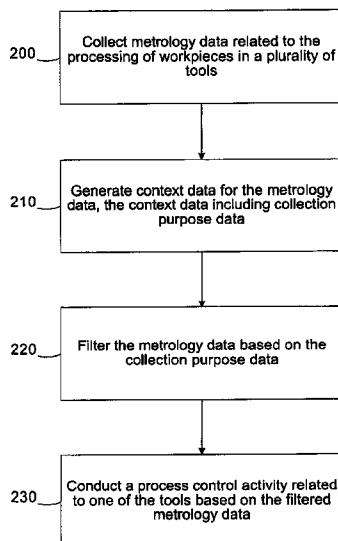 200
Collect metrology data related to the
processing of workpieces in a plurality of
tools
210
Generate context data for the metrology
data, the context data including collection
purpose data
220
Filter the metrology data based on the
collection purpose data
230
Conduct a process control activity related
to one of the tools based on the filtered
metrology data